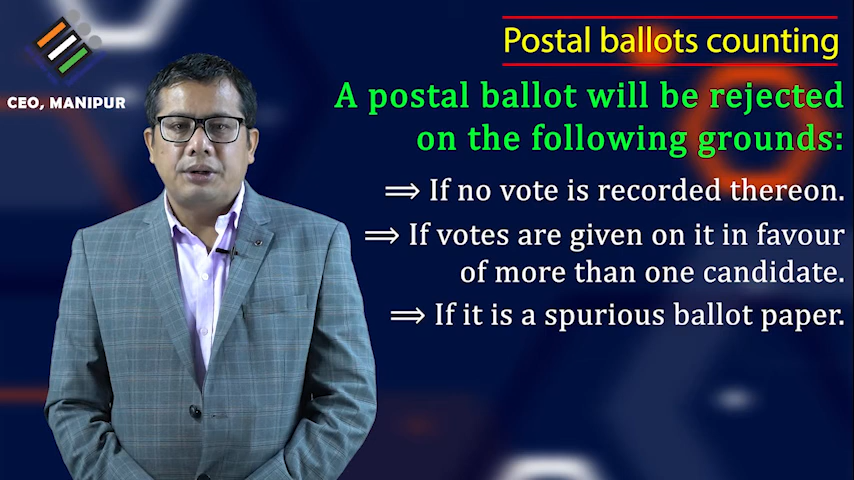 CEO, MANIPUR
Postal ballots counting
A postal ballot will be rejected
on the following grounds:
⟹ If no vote is recorded thereon.
⟹ If votes are given on it in favour
of more than one candidate.
⟹ If it is a spurious ballot paper.